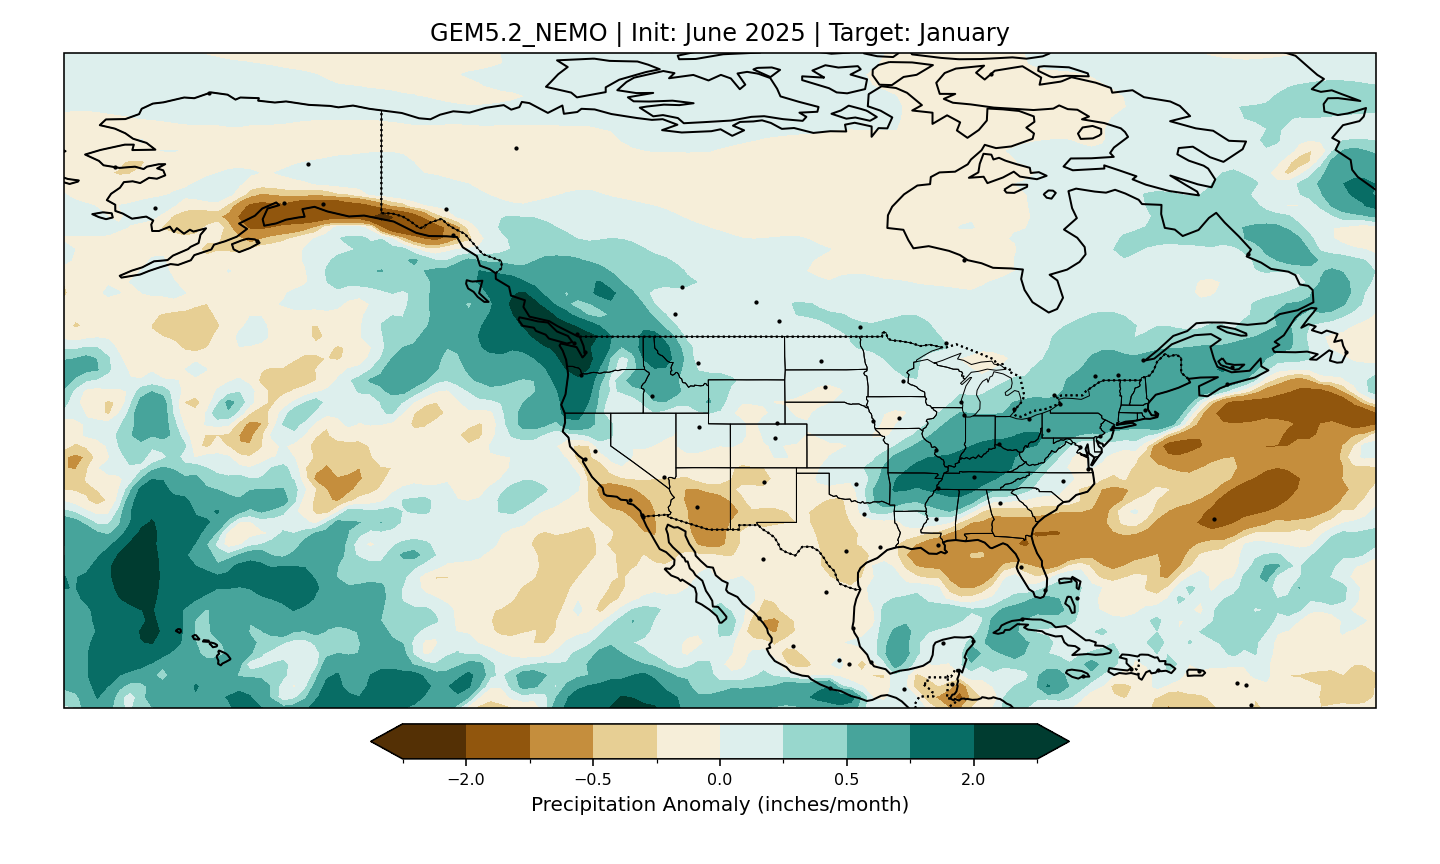 GEM5.2_NEMO | Init: June 2025 | Target: January
−2.0 −0.5 0.0 0.5 2.0
Precipitation Anomaly (inches/month)